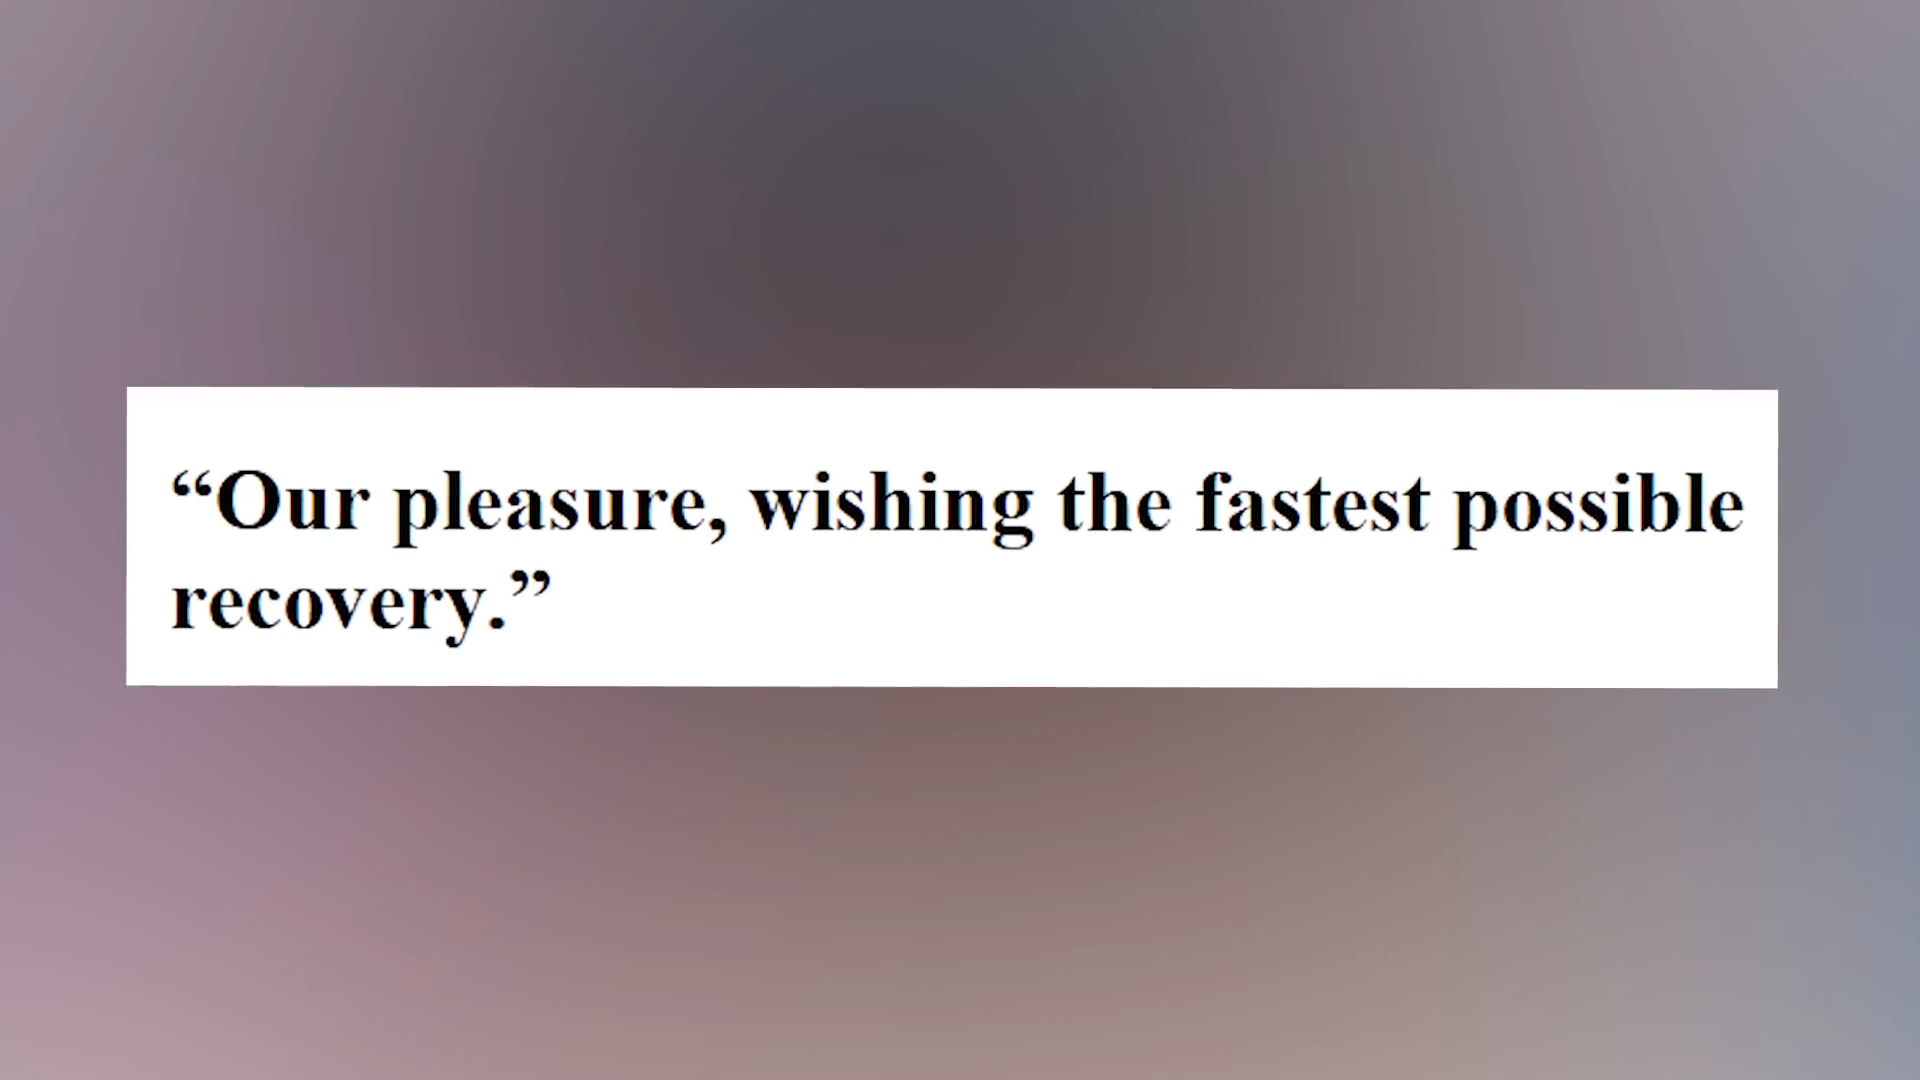 “Our pleasure, wishing the fastest possible
recovery.”